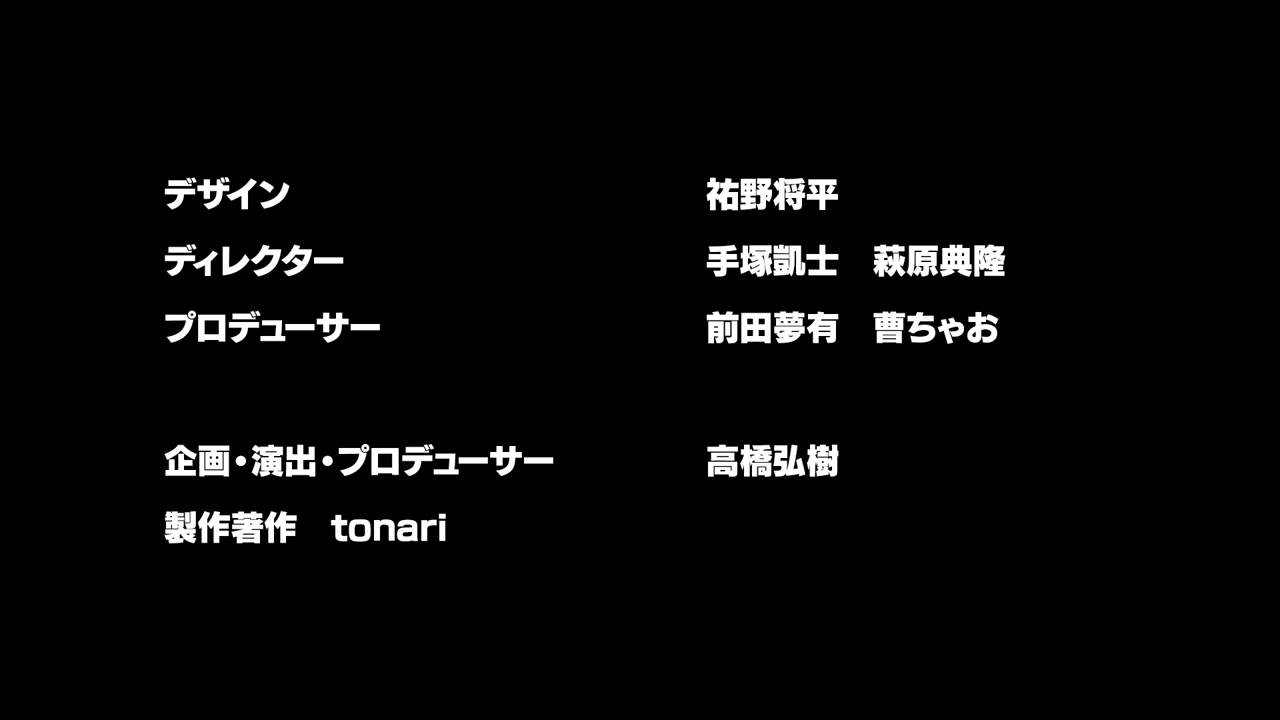 デザイン　祐野将平
ディレクター　手塚凱士　萩原典隆
プロデューサー　前田夢有　曹ちゃお
企画・演出・プロデューサー　高橋弘樹
製作著作　tonari